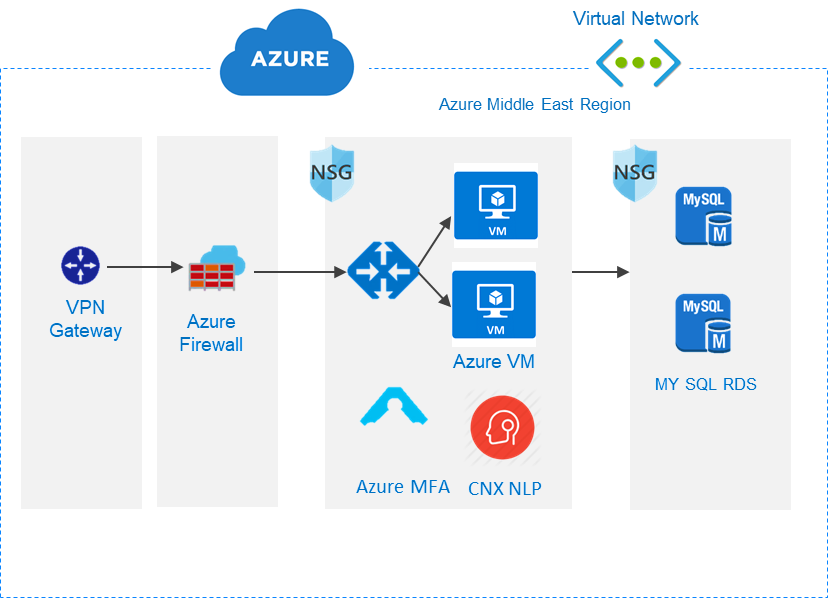 Virtual Network
AZURE
Azure Middle East Region
NSG
NSG
VM
VM
MySQL
M
MySQL
M
VPN
Gateway
Azure
Firewall
Azure VM
MY SQL RDS
Azure MFA
CNX NLP